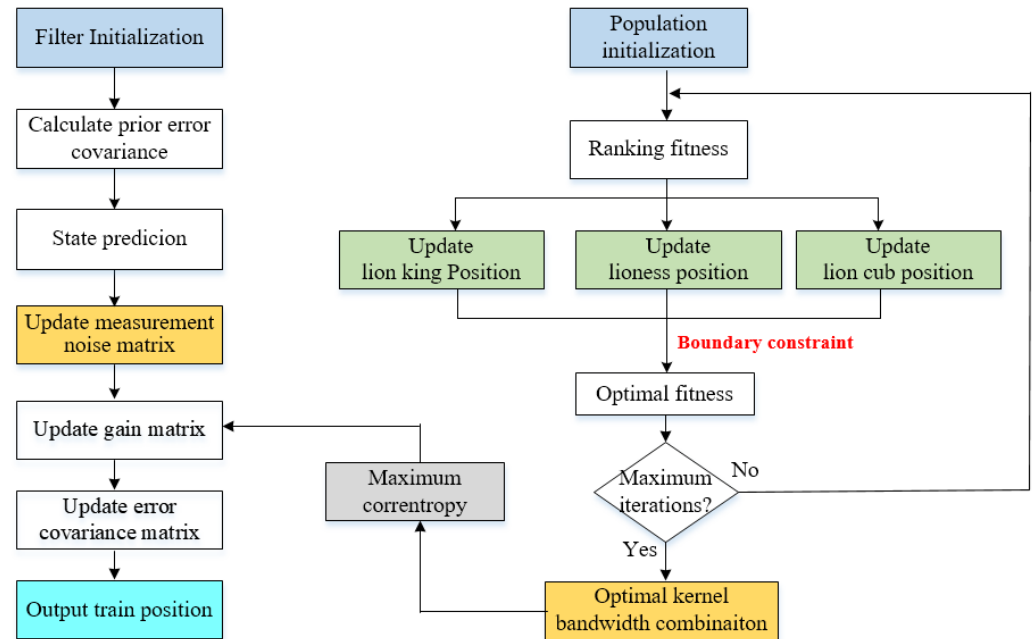 Filter Initialization
Calculate prior error
covariance
State predicion
Update measurement
noise matrix
Update gain matrix
Update error
covariance matrix
Output train position
Population
initialization
Ranking fitness
Update
lion king Position
Update
lioness position
Update
lion cub position
Boundary constraint
Optimal fitness
Maximum
iterations?
No
Yes
Maximum
correntropy
Optimal kernel
bandwidth combinaiton